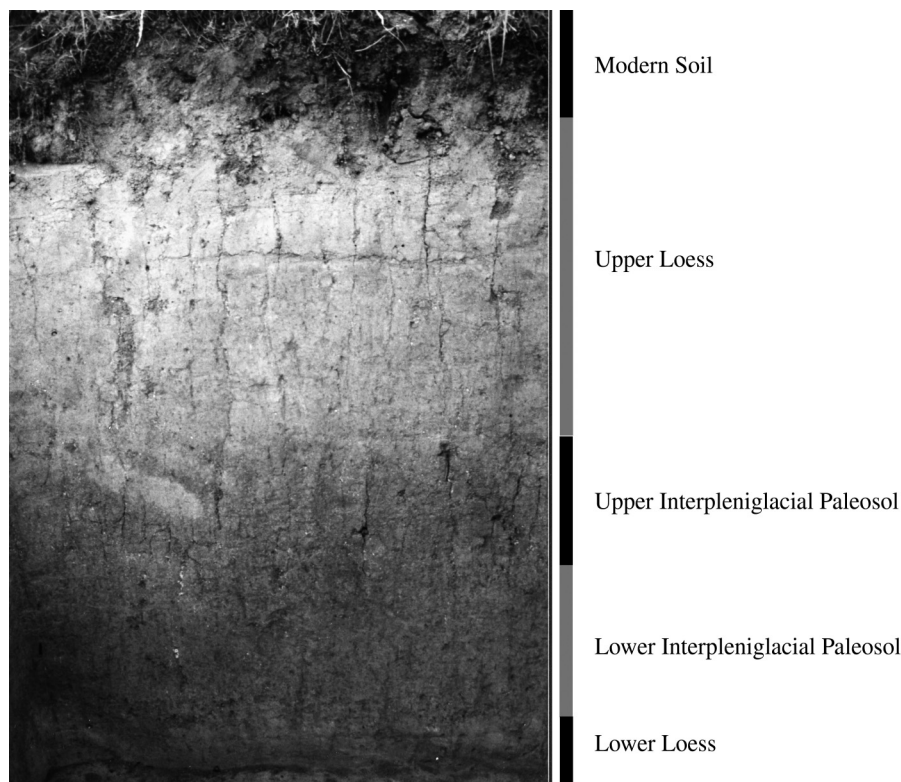 Modern Soil
Upper Loess
Upper Interpleniglacial Paleosol
Lower Interpleniglacial Paleosol
Lower Loess